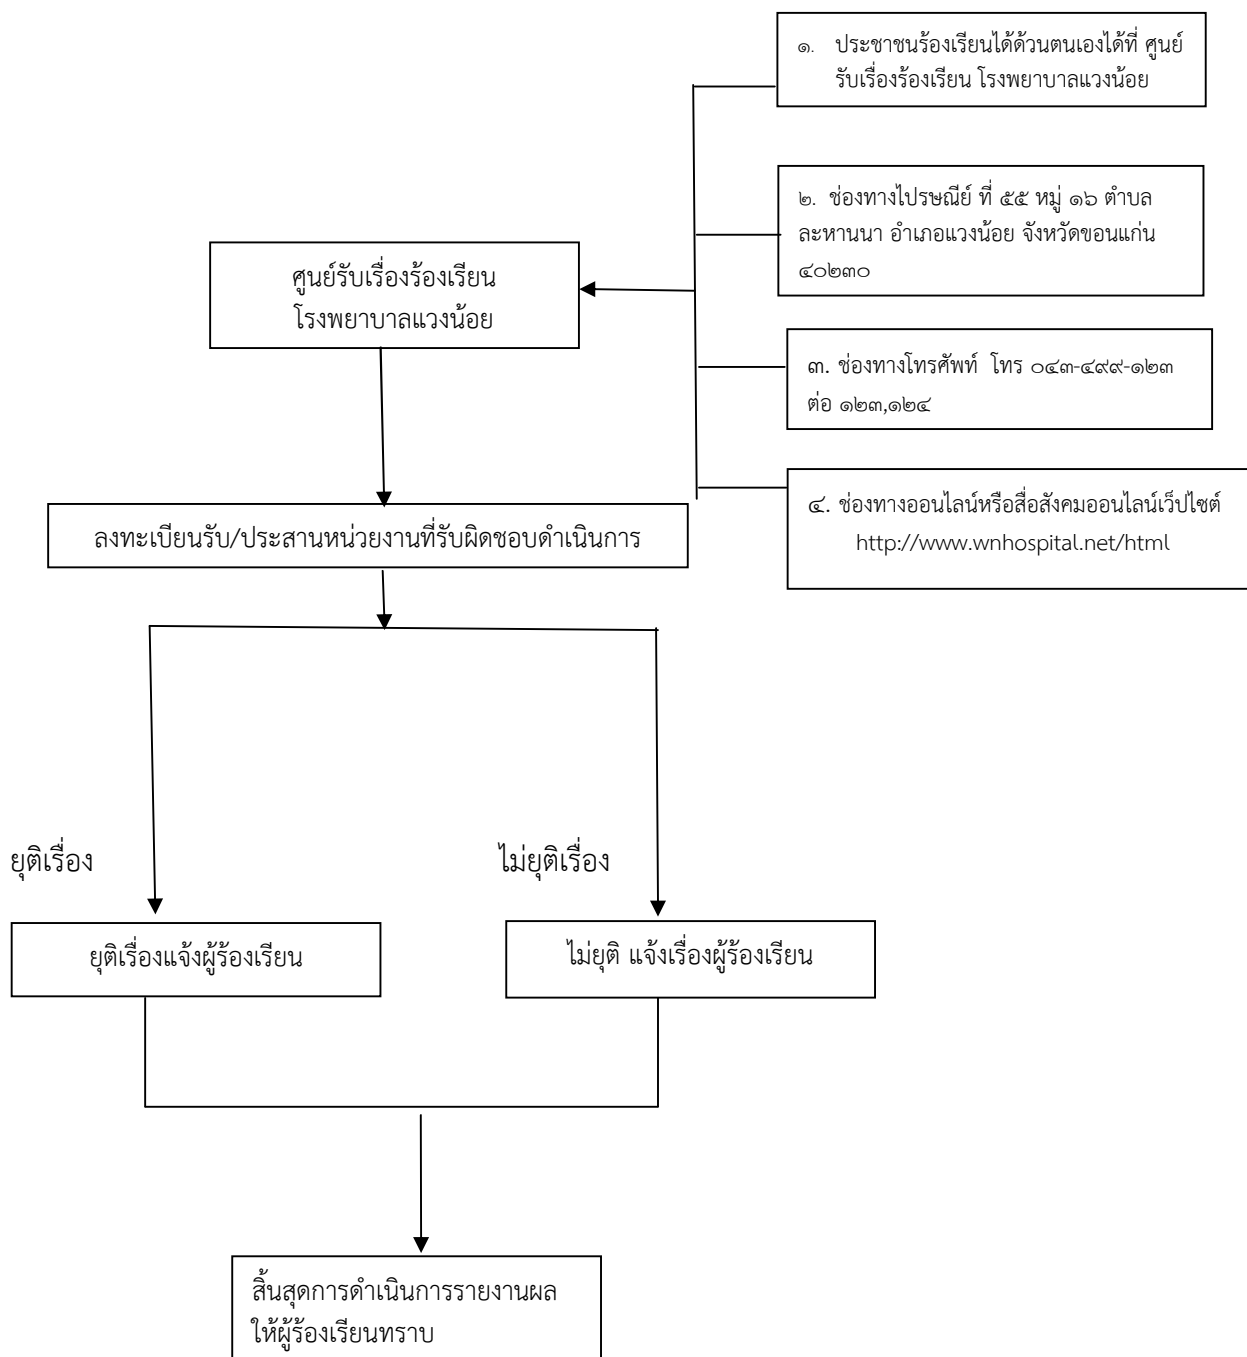 ๑. ประชาชนร้องเรียนได้ด้วนตนเองได้ที่ ศูนย์
รับเรื่องร้องเรียน โรงพยาบาลแวงน้อย
๒. ช่องทางไปรษณีย์ ที่ ๕๕ หมู่ ๑๖ ตำบล
ละหานนา อำเภอแวงน้อย จังหวัดขอนแก่น
๔๐๒๓๐
ศูนย์รับเรื่องร้องเรียน
โรงพยาบาลแวงน้อย
๓. ช่องทางโทรศัพท์ โทร ๐๔๓-๔๙๙-๑๒๓
ต่อ ๑๒๓,๑๒๔
๔. ช่องทางออนไลน์หรือสื่อสังคมออนไลน์เว็ปไซต์
http://www.wnhospital.net/html
ลงทะเบียนรับ/ประสานหน่วยงานที่รับผิดชอบดำเนินการ
ยุติเรื่อง
ไม่ยุติเรื่อง
ยุติเรื่องแจ้งผู้ร้องเรียน
ไม่ยุติ แจ้งเรื่องผู้ร้องเรียน
สิ้นสุดการดำเนินการรายงานผล
ให้ผู้ร้องเรียนทราบ